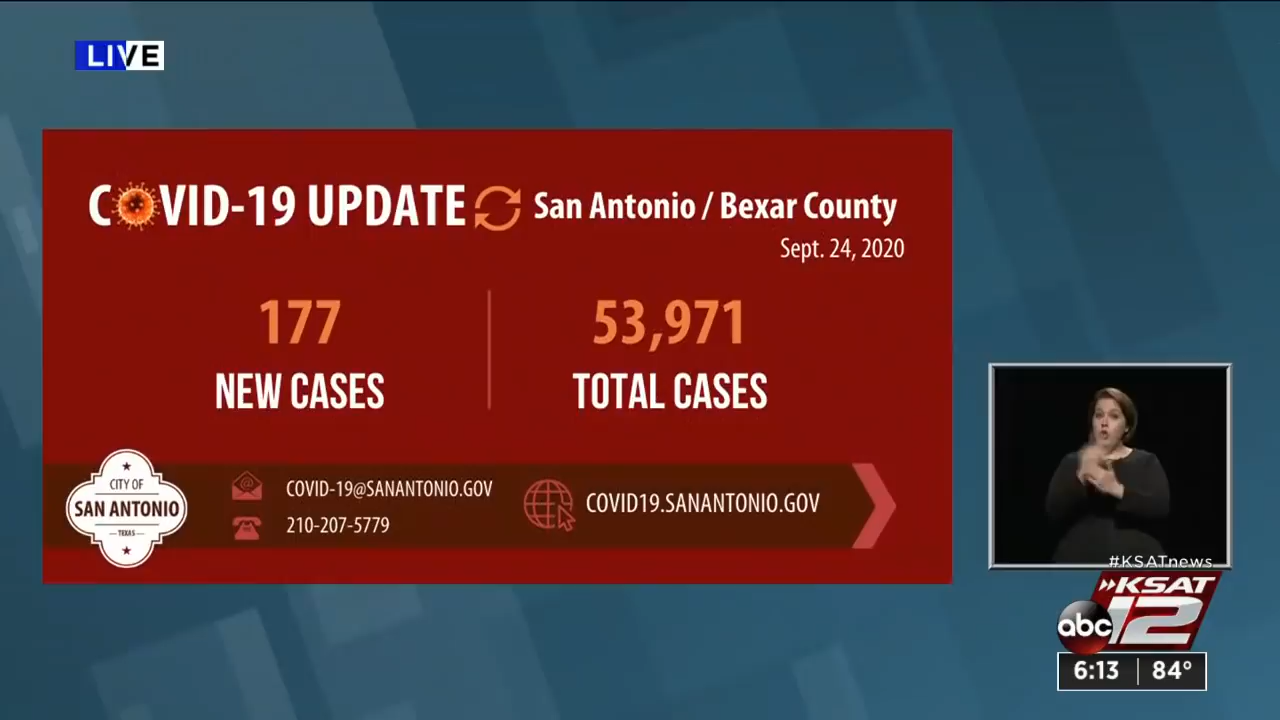 LIVE
COVID-19 UPDATE
San Antonio / Bexar County
Sept. 24, 2020
177
NEW CASES
53,971
TOTAL CASES
CITY OF
SAN ANTONIO
TEXAS
@
COVID-19@SANANTONIO.GOV
210-207-5779
COVID19.SANANTONIO.GOV
#KSATnews
KSAT
abc 12
6:13 84°